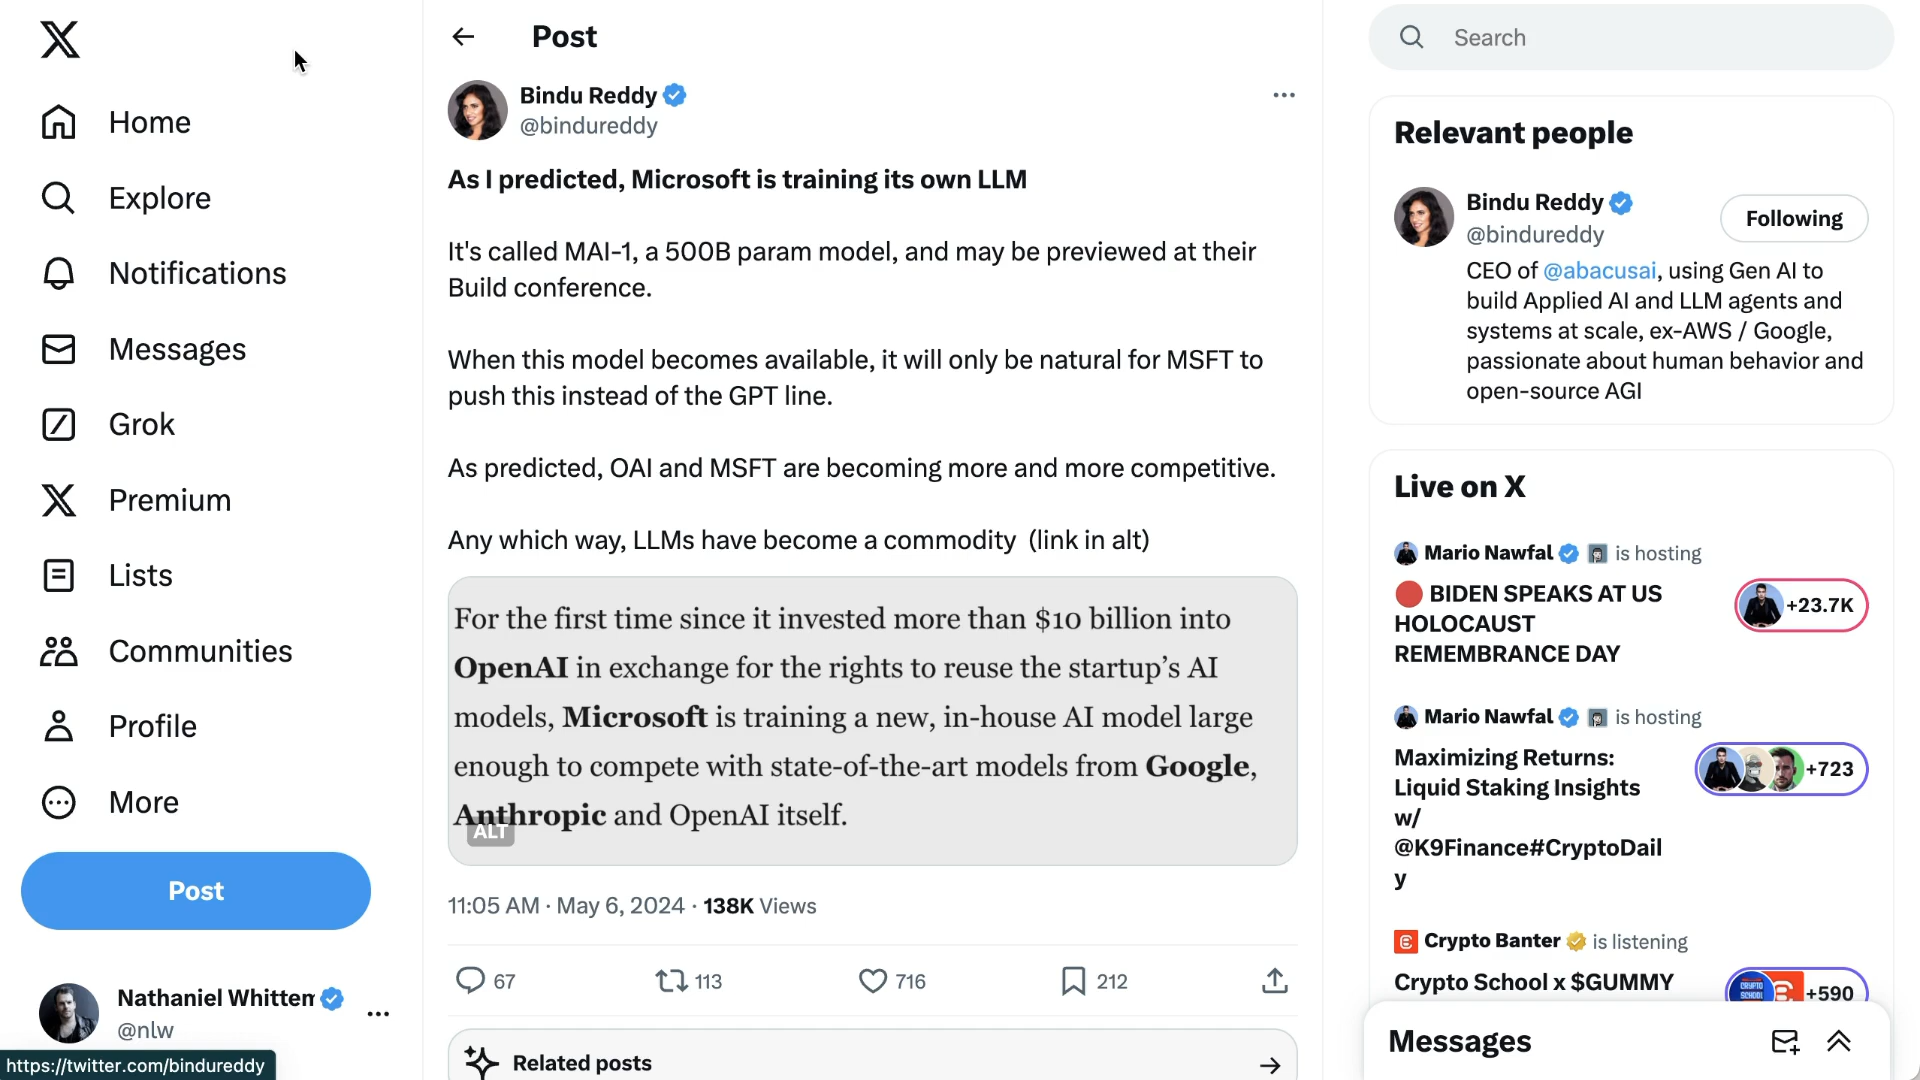 Home
Explore
Notifications
Messages
Grok
Premium
Lists
Communities
Profile
More
Post
Nathaniel Whittem
@nlw
https://twitter.com/bindureddy
Post
Bindu Reddy
@bindureddy
As I predicted, Microsoft is training its own LLM
It's called MAI-1, a 500B param model, and may be previewed at their
Build conference.
When this model becomes available, it will only be natural for MSFT to
push this instead of the GPT line.
As predicted, OAI and MSFT are becoming more and more competitive.
Any which way, LLMs have become a commodity (link in alt)
For the first time since it invested more than $10 billion into
OpenAI in exchange for the rights to reuse the startup’s AI
models, Microsoft is training a new, in-house AI model large
enough to compete with state-of-the-art models from Google,
Anthropic and OpenAI itself.
ALT
11:05 AM · May 6, 2024 · 138K Views
67 113 716 212
Related posts
Search
Relevant people
Bindu Reddy
Following
@bindureddy
CEO of @abacusai, using Gen AI to
build Applied AI and LLM agents and
systems at scale, ex-AWS / Google,
passionate about human behavior and
open-source AGI
Live on X
Mario Nawfal is hosting
BIDEN SPEAKS AT US
HOLOCAUST
REMEMBRANCE DAY
+23.7K
Mario Nawfal is hosting
Maximizing Returns:
Liquid Staking Insights
w/
@K9Finance#CryptoDail
y
+723
Crypto Banter is listening
Crypto School x $GUMMY
CRYPTO
SCHOOL
+590
Messages